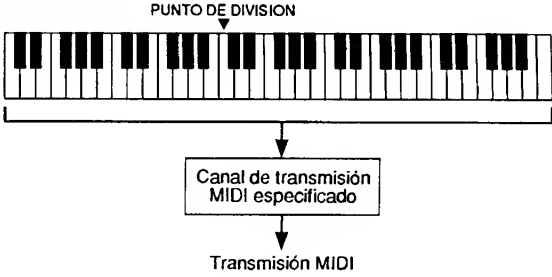 PUNTO DE DIVISION
Canal de transmisión
MIDI especificado
Transmisión MIDI